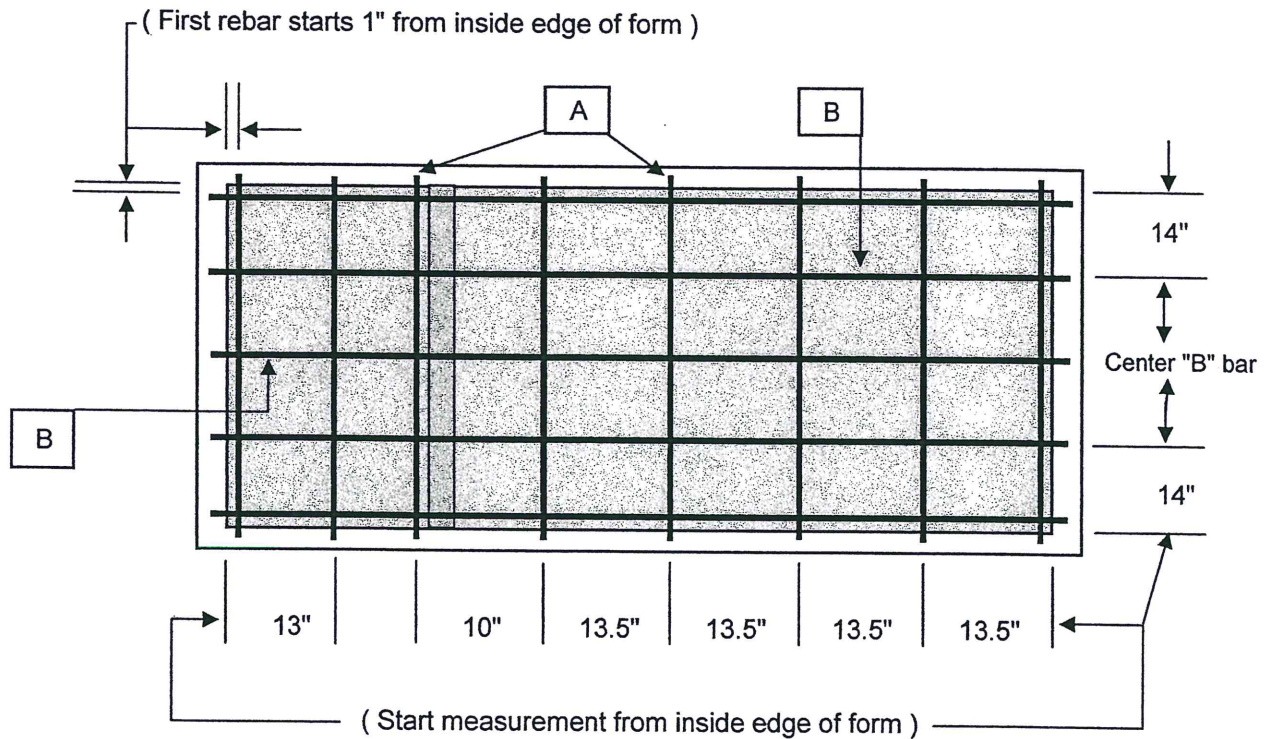 ( First rebar starts 1" from inside edge of form )
A
B
14"
Center "B" bar
B
14"
13"
10"
13.5"
13.5"
13.5"
13.5"
( Start measurement from inside edge of form )